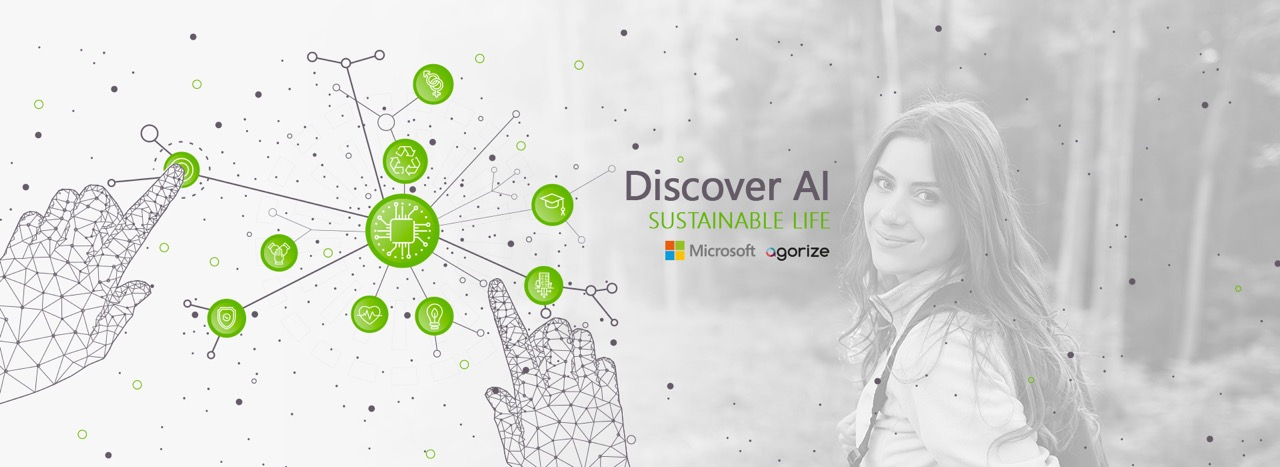 Discover AI
SUSTAINABLE LIFE
Microsoft agorize